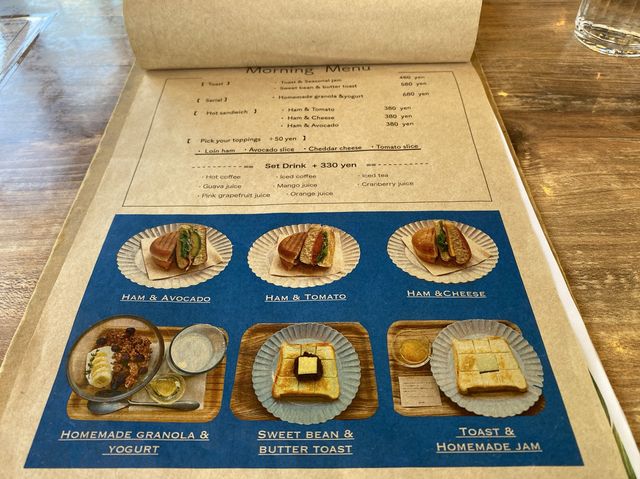 Morning Menu
[ Toast ] · Toast & Seasonal jam 480 yen
· Sweet bean & butter toast 580 yen
[ Serial ] · Homemade granola &yogurt 680 yen
[ Hot sandwich ] · Ham & Tomato 380 yen
· Ham & Cheese 380 yen
· Ham & Avocado 380 yen
[ Pick your toppings +50 yen ]
· Loin ham · Avocado slice · Cheddar cheese · Tomato slice
Set Drink + 330 yen
· Hot coffee · Iced coffee · Iced tea
· Guava juice · Mango juice · Cranberry juice
· Pink grapefruit juice · Orange juice
HAM & AVOCADO HAM & TOMATO HAM &CHEESE
HOMEMADE GRANOLA & YOGURT
SWEET BEAN & BUTTER TOAST
TOAST & HOMEMADE JAM